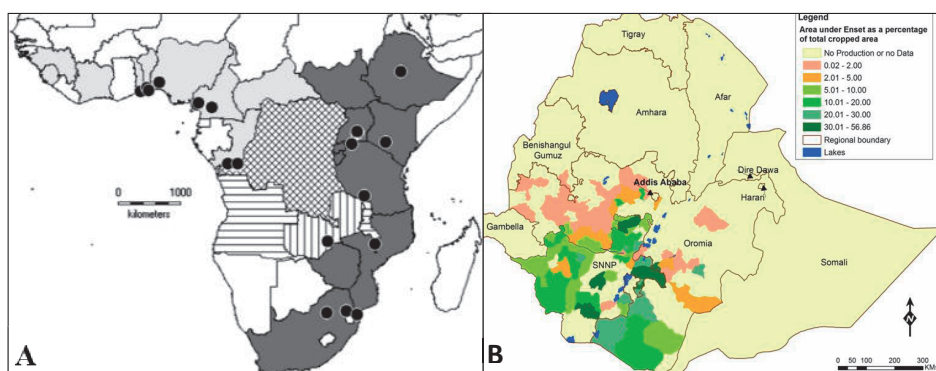 0 1000
kilometers
A
Legend
Area under Enset as a percentage
of total cropped area
No Production or no Data
0.02 - 2.00
2.01 - 5.00
5.01 - 10.00
10.01 - 20.00
20.01 - 30.00
30.01 - 56.86
Regional boundary
Lakes
Tigray
Afar
Amhara
Benishangul
Gumuz
Dire Dawa
Addis Ababa
Harari
Gambella
Oromia
SNNP
Somali
N
B
0 50 100 200 300
KMs